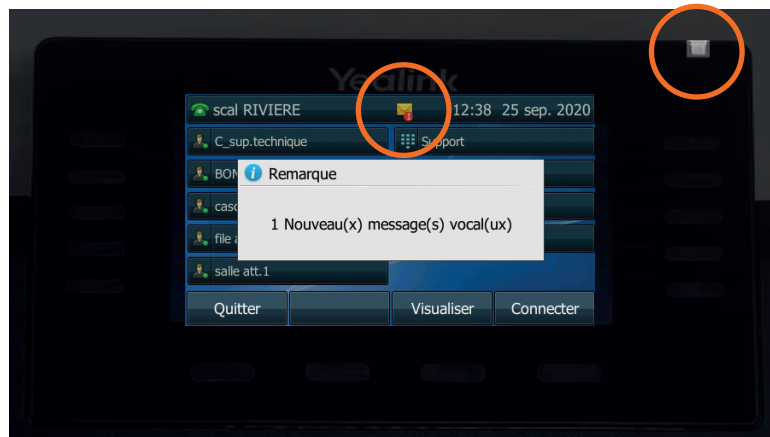 Yealink
scal RIVIERE 1 12:38 25 sep. 2020
C_sup.technique Support
BON
Remarque
casc
1 Nouveau(x) message(s) vocal(ux)
file a
salle att.1
Quitter Visualiser Connecter